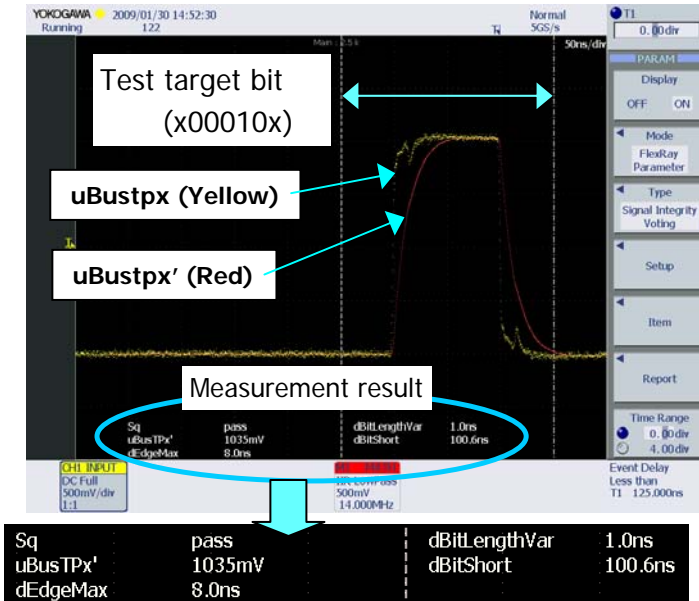 YOKOGAWA 2009/01/30 14:52:30 Normal
Running 122 5GS/s
50ns/div
Test target bit
(x00010x)
uBustpx (Yellow)
uBustpx' (Red)
Measurement result
Sq pass dBitLengthVar 1.0ns
uBusTPx' 1035mV dBitShort 100.6ns
dEdgeMax 8.0ns
CH1 INPUT
DC Full
500mV/div
1:1
500mV
14.000MHz
T1
0.00div
PARAM
Display
OFF ON
Mode
FlexRay
Parameter
Type
Signal Integrity
Voting
Setup
Item
Report
Time Range
0.00div
4.00div
Event Delay
Less than
T1 125.000ns
Sq pass dBitLengthVar 1.0ns
uBusTPx' 1035mV dBitShort 100.6ns
dEdgeMax 8.0ns